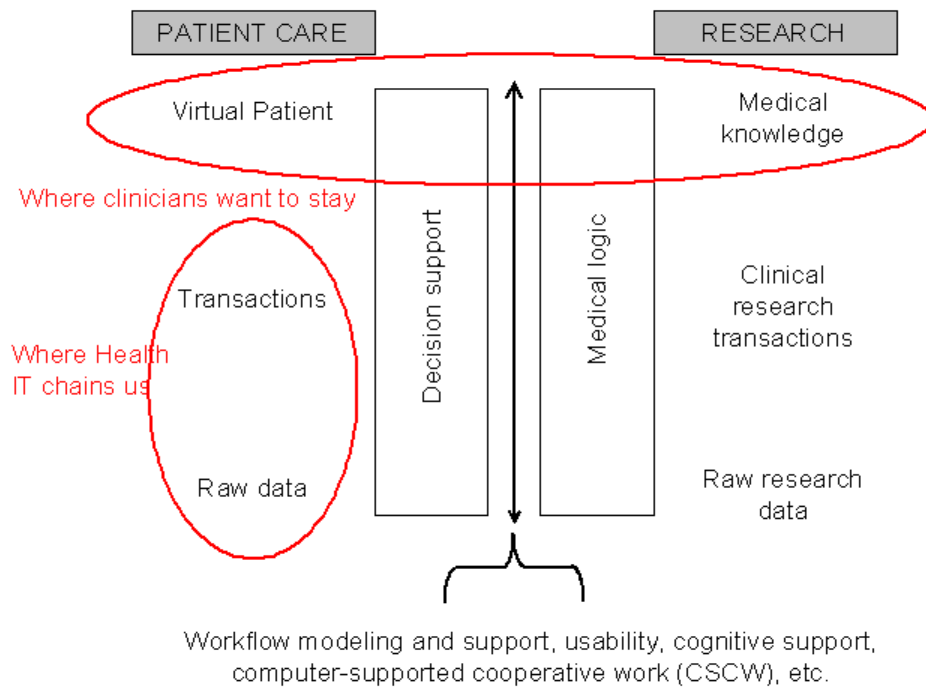 PATIENT CARE
RESEARCH
Virtual Patient
Medical
knowledge
Where clinicians want to stay
Decision support
Medical logic
Transactions
Clinical
research
transactions
Where Health
IT chains us
Raw data
Raw research
data
Workflow modeling and support, usability, cognitive support,
computer-supported cooperative work (CSCW), etc.